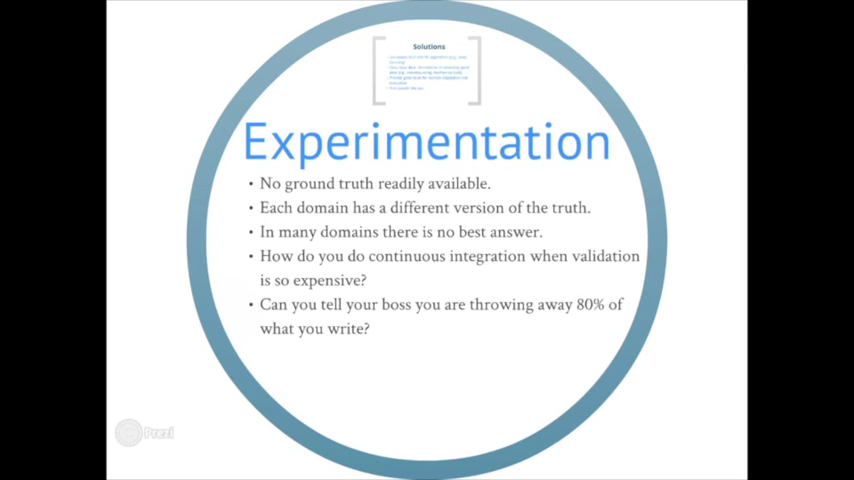 Solutions
Experimentation
• No ground truth readily available.
• Each domain has a different version of the truth.
• In many domains there is no best answer.
• How do you do continuous integration when validation
is so expensive?
• Can you tell your boss you are throwing away 80% of
what you write?
Prezi